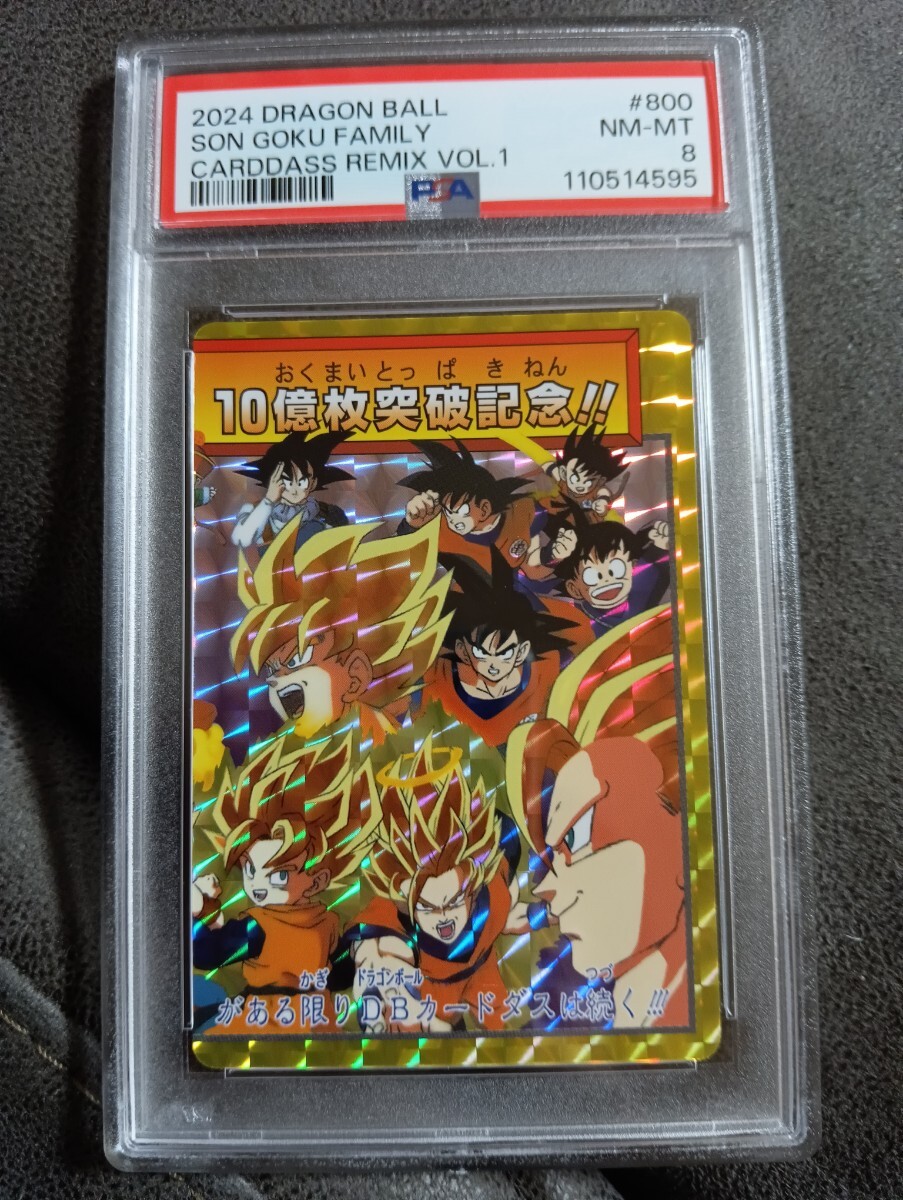 2024 DRAGON BALL
SON GOKU FAMILY
CARDDASS REMIX VOL.1
#800
NM-MT
8
110514595
PSA
おくまいとっぱきねん
10億枚突破記念!!
かぎ ドラゴンボール つづ
がある限りDBカードダスは続く!!!